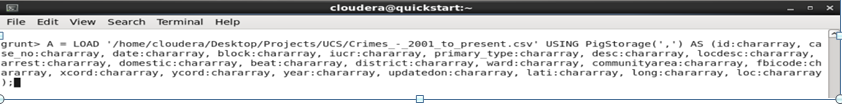 cloudera@quickstart:~
File Edit View Search Terminal Help
grunt> A = LOAD '/home/cloudera/Desktop/Projects/UCS/Crimes_-_2001_to_present.csv' USING PigStorage(',') AS (id:chararray, ca
se_no:chararray, date:chararray, block:chararray, iucr:chararray, primary_type:chararray, desc:chararray, locdesc:chararray,
arrest:chararray, domestic:chararray, beat:chararray, district:chararray, ward:chararray, communityarea:chararray, fbicode:ch
ararray, xcord:chararray, ycord:chararray, year:chararray, updatedon:chararray, lati:chararray, long:chararray, loc:chararray
);